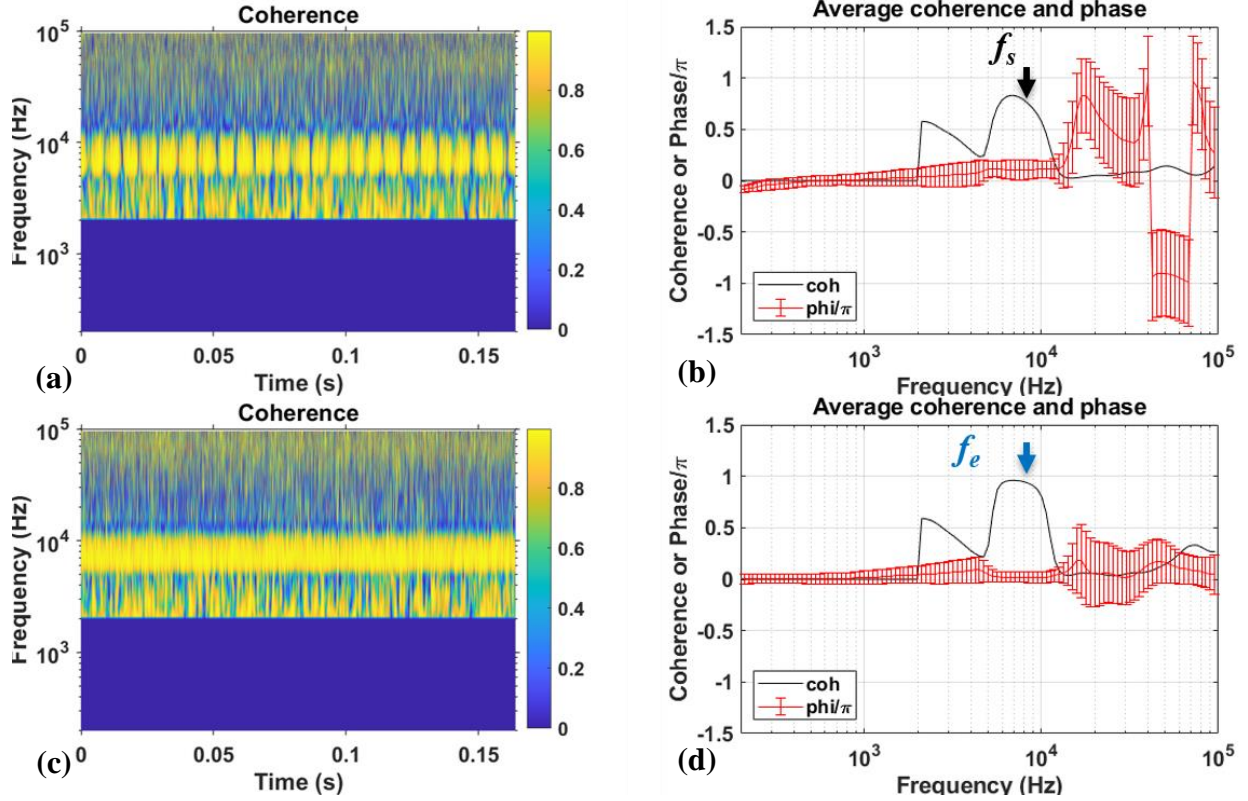 Coherence
10^5
10^4
10^3
Frequency (Hz)
0 0.05 0.1 0.15
Time (s)
0.8
0.6
0.4
0.2
0
(a)
Average coherence and phase
f_s
1.5
1
0.5
0
-0.5
-1
-1.5
Coherence or Phase/π
coh
phi/π
10^3 10^4 10^5
Frequency (Hz)
(b)
Coherence
10^5
10^4
10^3
Frequency (Hz)
0 0.05 0.1 0.15
Time (s)
0.8
0.6
0.4
0.2
0
(c)
Average coherence and phase
f_e
1.5
1
0.5
0
-0.5
-1
-1.5
Coherence or Phase/π
coh
phi/π
10^3 10^4 10^5
Frequency (Hz)
(d)